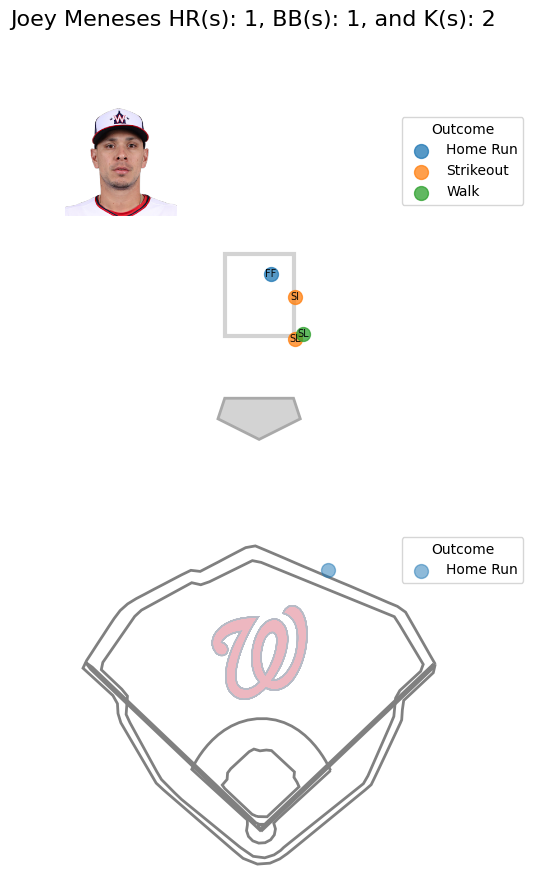 Joey Meneses HR(s): 1, BB(s): 1, and K(s): 2
W
Outcome
Home Run
Strikeout
Walk
FF
SI
SL
SL
Outcome
Home Run
W